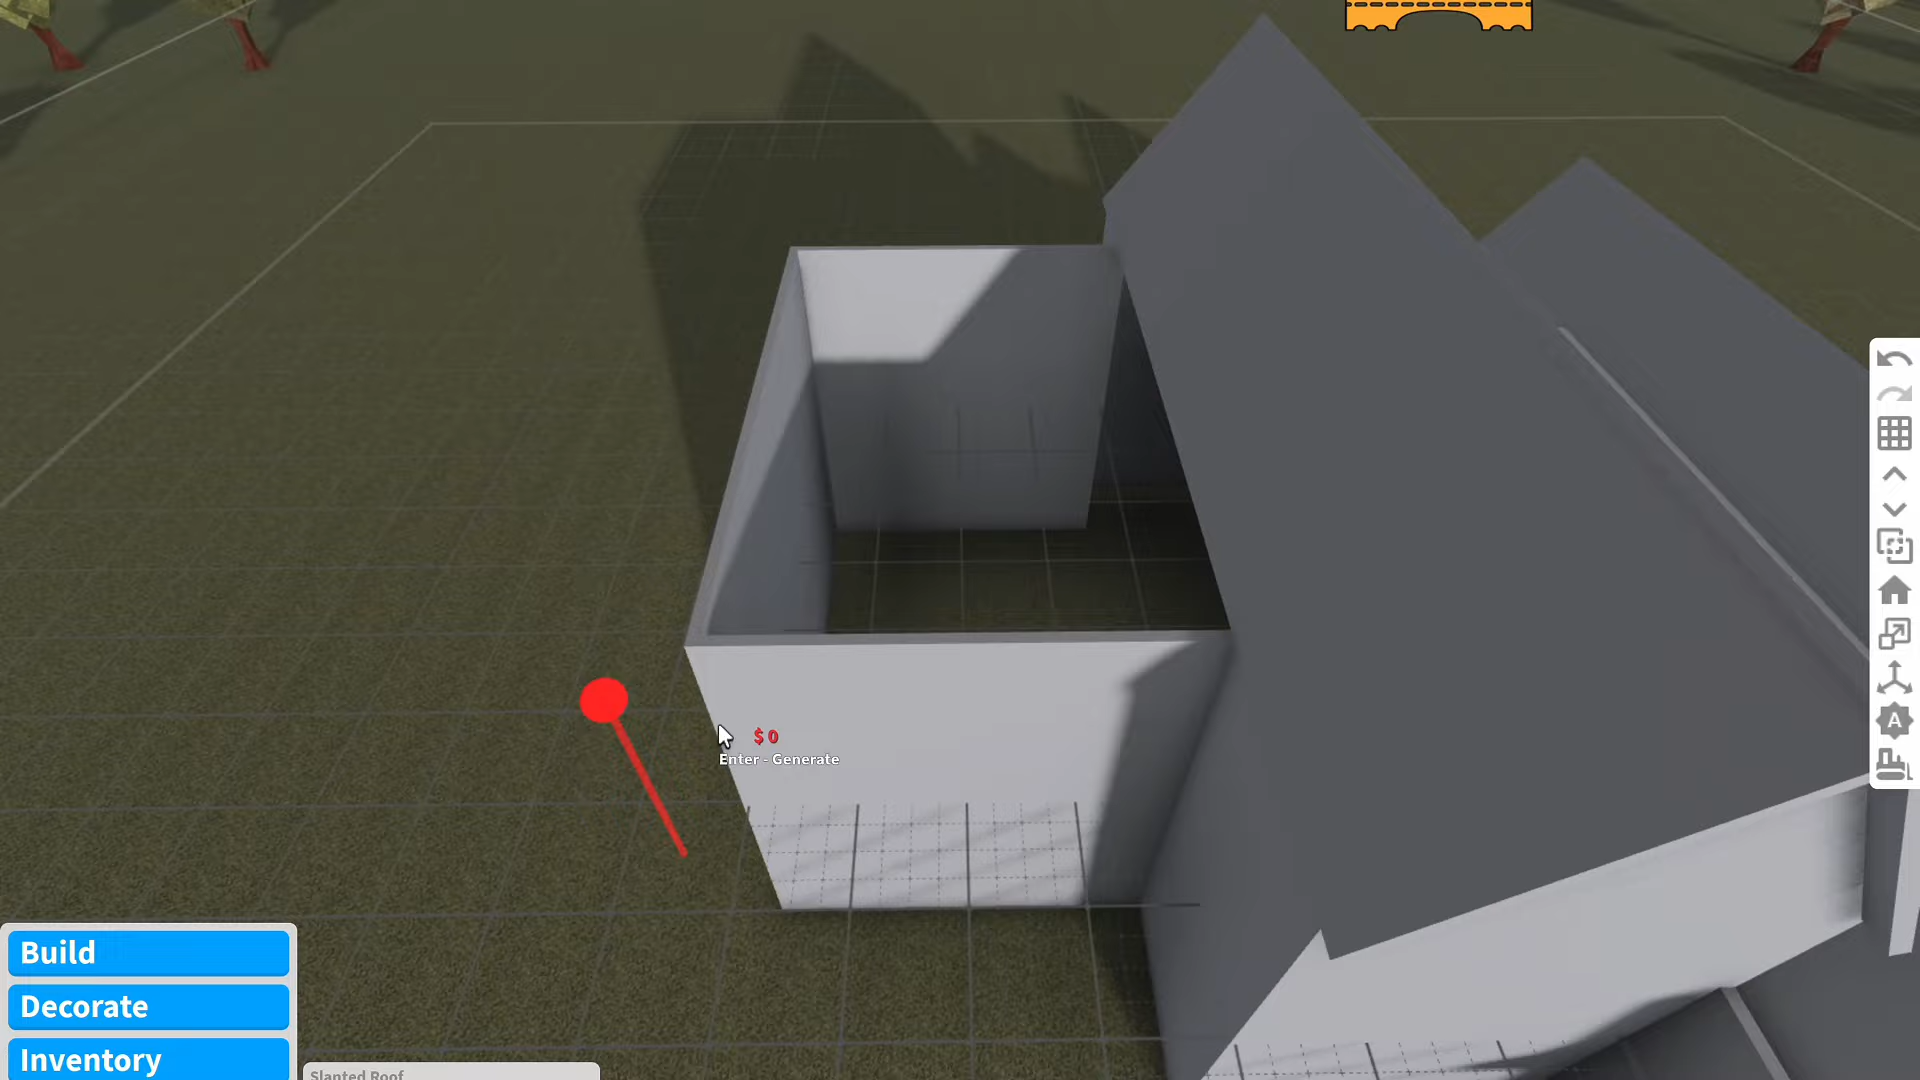 $ 0
Enter - Generate
A
Build
Decorate
Inventory
Slanted Roof